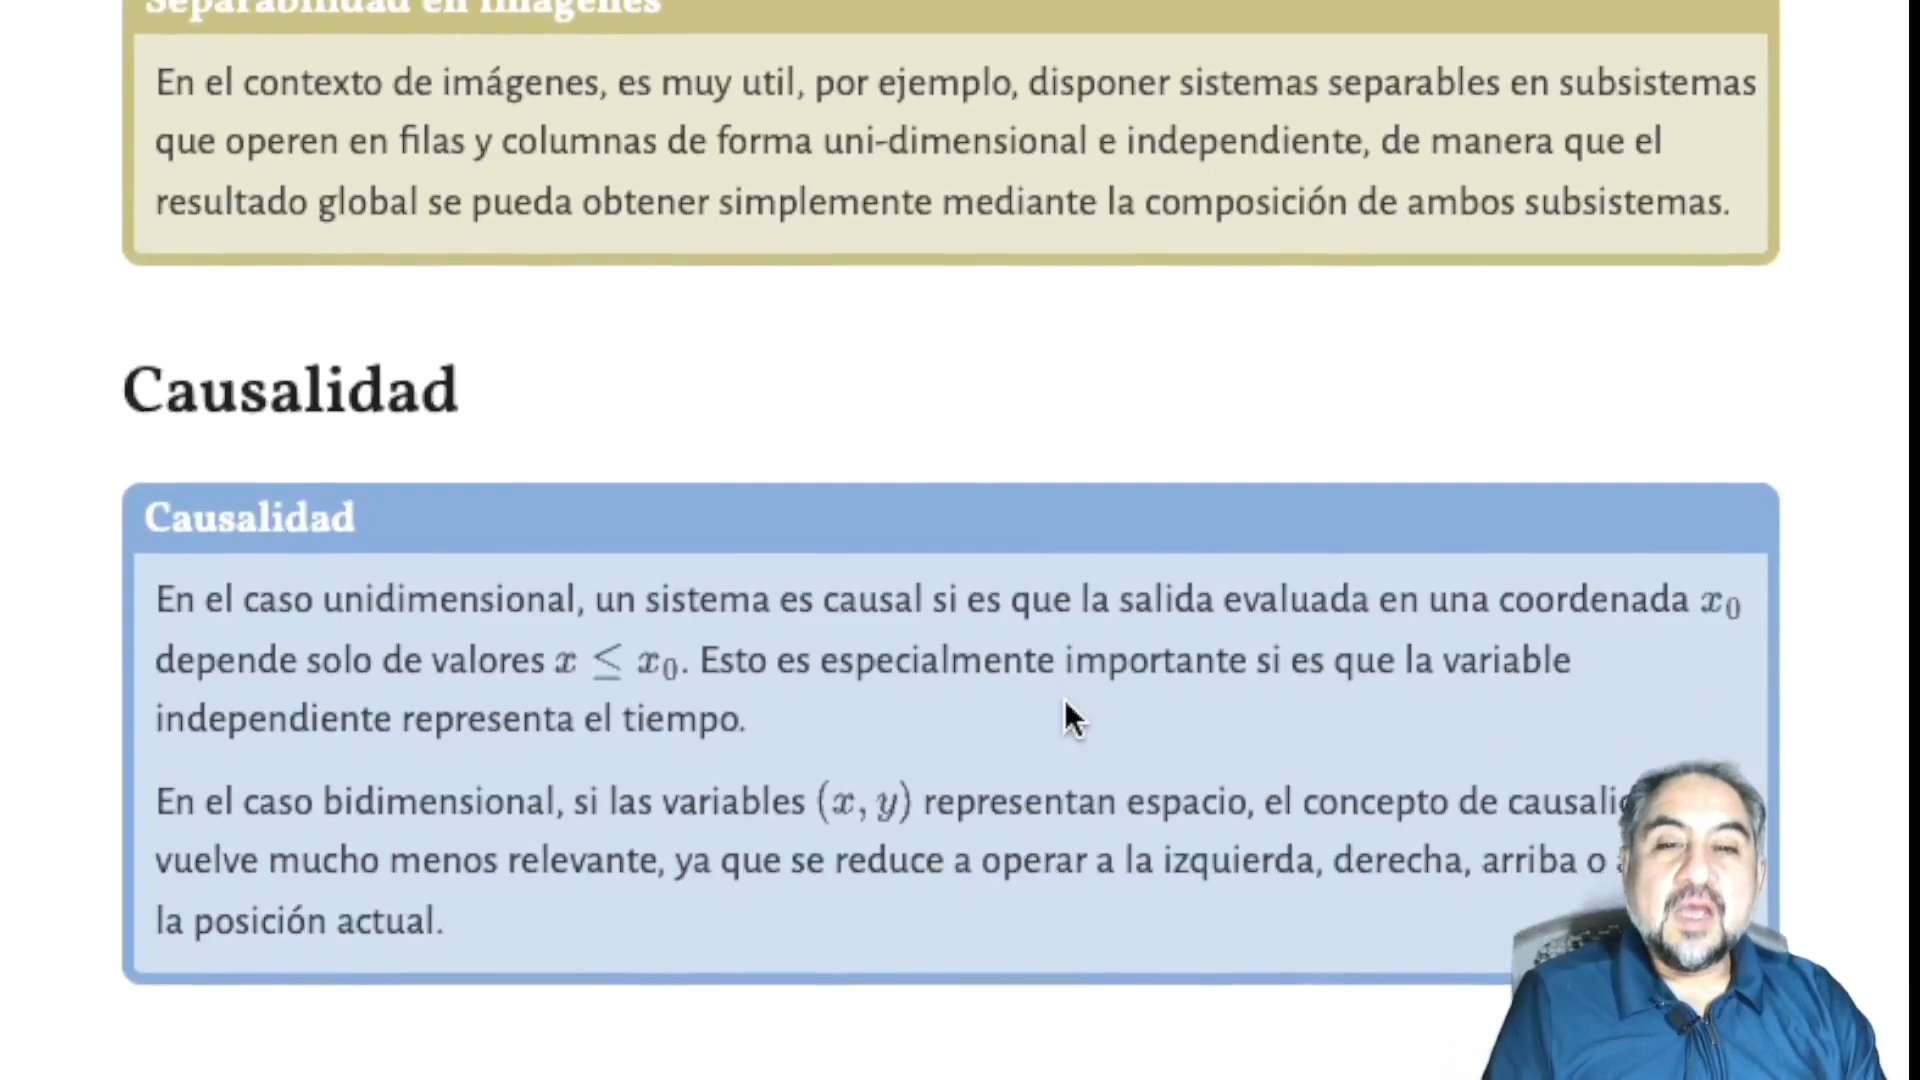 Separabilidad en imágenes
En el contexto de imágenes, es muy util, por ejemplo, disponer sistemas separables en subsistemas
que operen en filas y columnas de forma uni-dimensional e independiente, de manera que el
resultado global se pueda obtener simplemente mediante la composición de ambos subsistemas.
Causalidad
Causalidad
En el caso unidimensional, un sistema es causal si es que la salida evaluada en una coordenada x₀
depende solo de valores x ≤ x₀. Esto es especialmente importante si es que la variable
independiente representa el tiempo.
En el caso bidimensional, si las variables (x, y) representan espacio, el concepto de
vuelve mucho menos relevante, ya que se reduce a operar a la izquierda, derecha, arriba o
la posición actual.